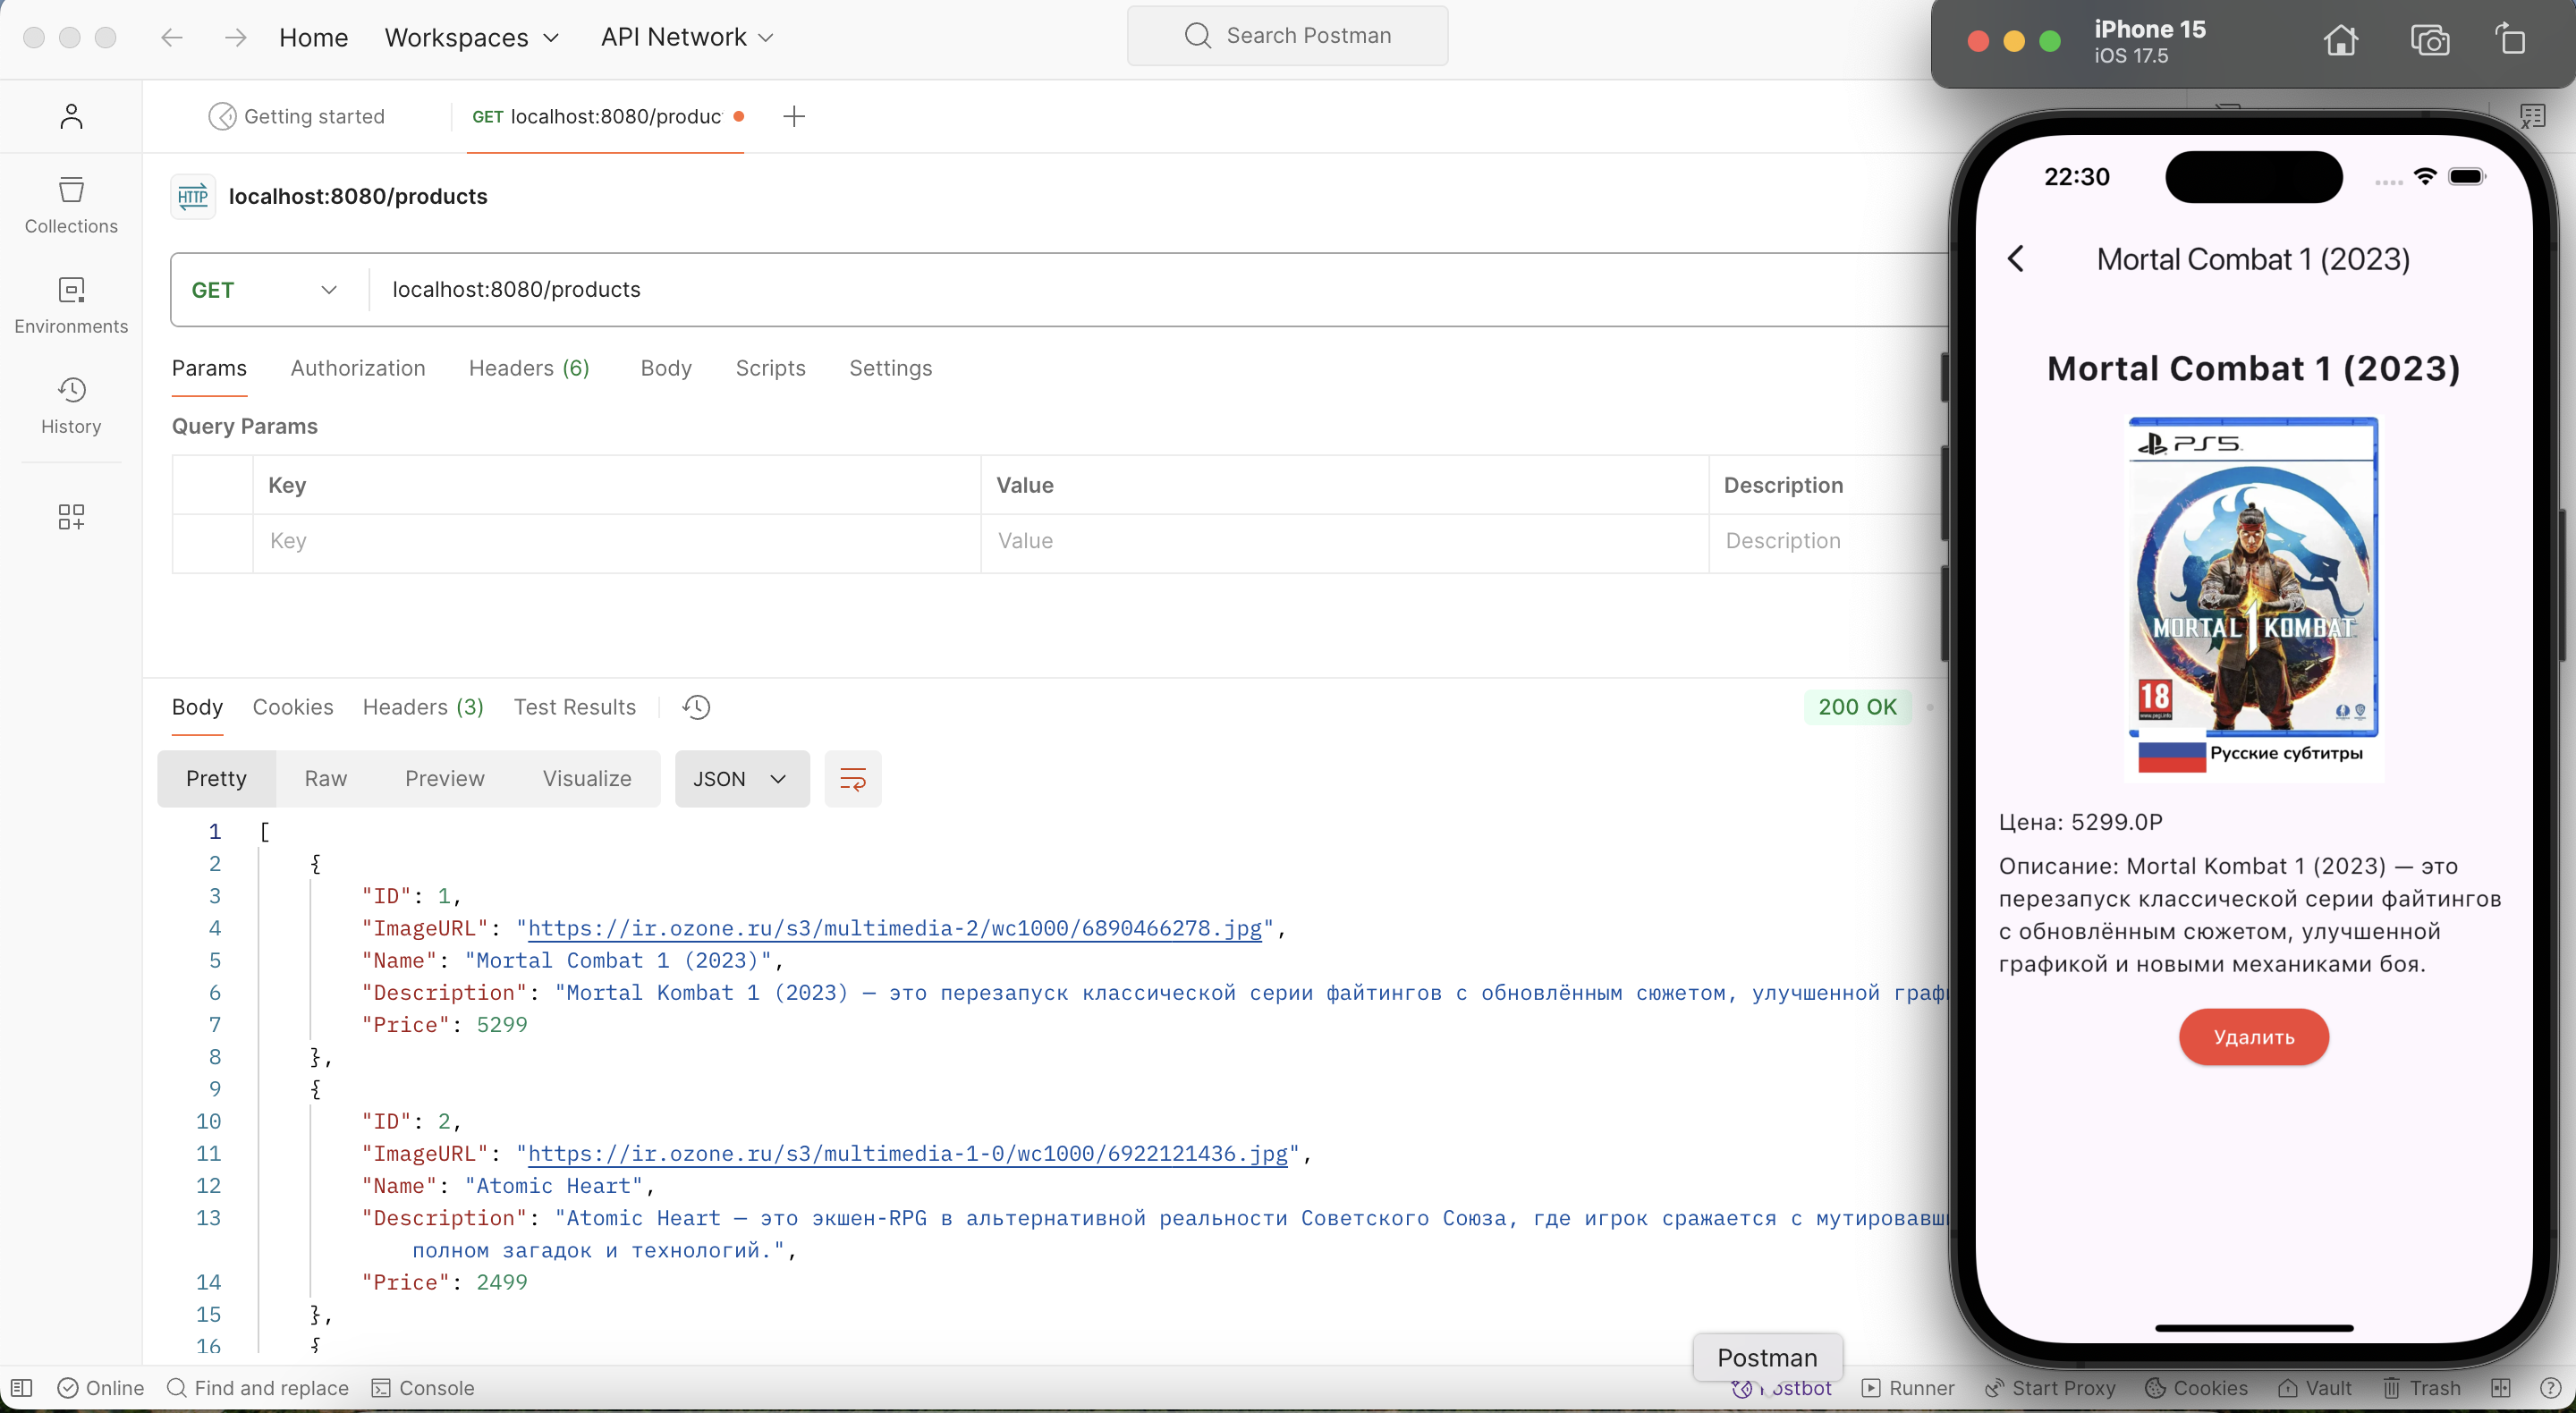 Home
Workspaces
API Network
Search Postman
Getting started
GET localhost:8080/produc
HTTP
localhost:8080/products
GET
localhost:8080/products
Params
Authorization
Headers (6)
Body
Scripts
Settings
Query Params
Key
Value
Description
Key
Value
Description
Collections
Environments
History
Body
Cookies
Headers (3)
Test Results
200 OK
Pretty
Raw
Preview
Visualize
JSON
1 [
2 {
3 "ID": 1,
4 "ImageURL": "https://ir.ozone.ru/s3/multimedia-2/wc1000/6890466278.jpg",
5 "Name": "Mortal Combat 1 (2023)",
6 "Description": "Mortal Kombat 1 (2023) — это перезапуск классической серии файтингов с обновлённым сюжетом, улучшенной граф
7 "Price": 5299
8 },
9 {
10 "ID": 2,
11 "ImageURL": "https://ir.ozone.ru/s3/multimedia-1-0/wc1000/6922121436.jpg",
12 "Name": "Atomic Heart",
13 "Description": "Atomic Heart — это экшен-RPG в альтернативной реальности Советского Союза, где игрок сражается с мутировавш
полном загадок и технологий.",
14 "Price": 2499
15 },
16 {
Postman
Online
Find and replace
Console
Postbot
Runner
Start Proxy
Cookies
Vault
Trash
iPhone 15
iOS 17.5
22:30
Mortal Combat 1 (2023)
Mortal Combat 1 (2023)
PS5
MORTAL 1 KOMBAT
18
Русские субтитры
Цена: 5299.0Р
Описание: Mortal Kombat 1 (2023) — это
перезапуск классической серии файтингов
с обновлённым сюжетом, улучшенной
графикой и новыми механиками боя.
Удалить